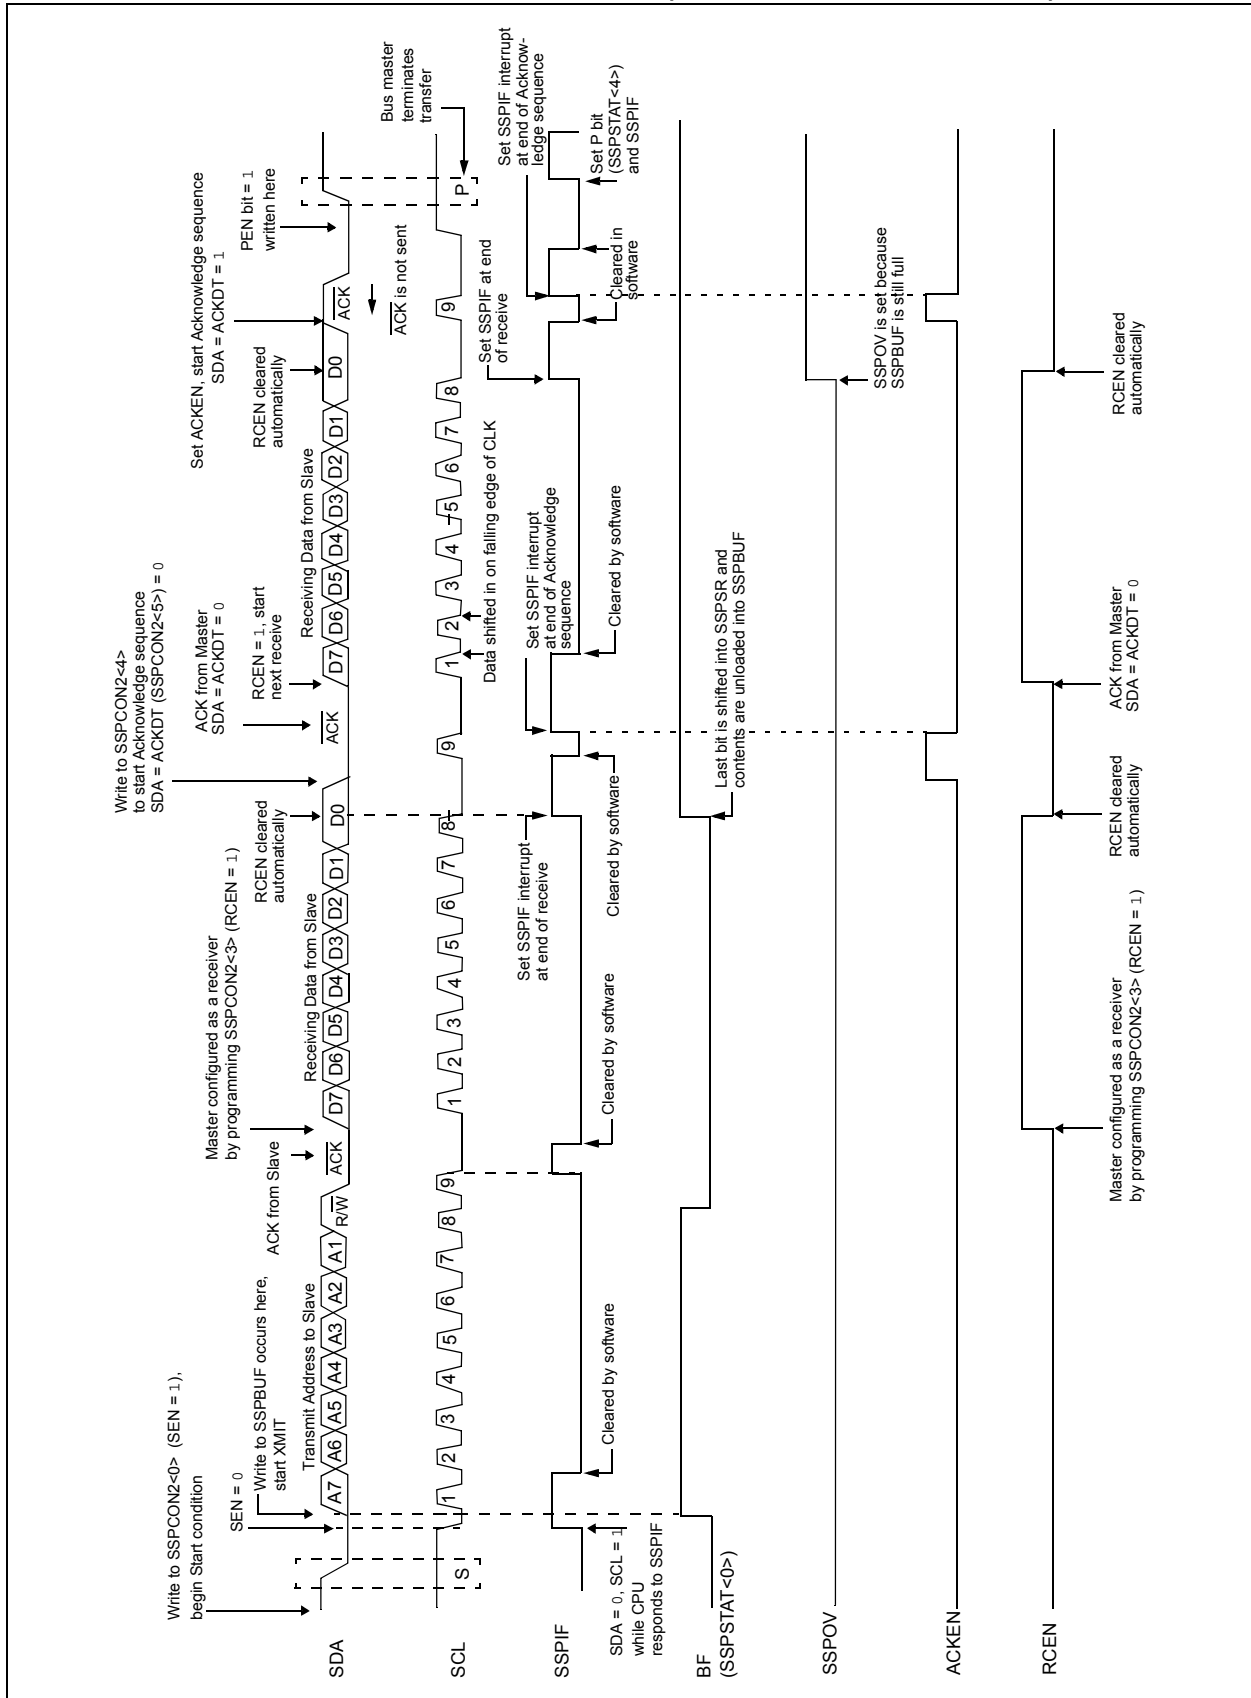 Write to SSPCON2<0> (SEN = 1),
begin Start condition
SEN = 0
Write to SSPBUF occurs here,
start XMIT
Transmit Address to Slave
ACK from Slave
Master configured as a receiver
by programming SSPCON2<3> (RCEN = 1)
Receiving Data from Slave
RCEN cleared
automatically
Write to SSPCON2<4>
to start Acknowledge sequence
SDA = ACKDT (SSPCON2<5>) = 0
ACK from Master
SDA = ACKDT = 0
RCEN = 1, start
next receive
Receiving Data from Slave
RCEN cleared
automatically
Set ACKEN, start Acknowledge sequence
SDA = ACKDT = 1
PEN bit = 1
written here
Bus master
terminates
transfer
SDA
A7 A6 A5 A4 A3 A2 A1 R/W ACK
D7 D6 D5 D4 D3 D2 D1 D0
ACK
D7 D6 D5 D4 D3 D2 D1 D0
ACK
ACK is not sent
SCL
S
1 2 3 4 5 6 7 8 9
1 2 3 4 5 6 7 8 9
1 2 3 4 5 6 7 8 9
P
Data shifted in on falling edge of CLK
SSPIF
SDA = 0, SCL = 1
while CPU
responds to SSPIF
Cleared by software
Cleared by software
Set SSPIF interrupt
at end of receive
Cleared by software
Set SSPIF interrupt
at end of Acknowledge
sequence
Cleared by software
Set SSPIF at end
of receive
Cleared in
software
Set SSPIF interrupt
at end of Acknow-
ledge sequence
Set P bit
(SSPSTAT<4>)
and SSPIF
BF
(SSPSTAT<0>)
Last bit is shifted into SSPSR and
contents are unloaded into SSPBUF
SSPOV
SSPOV is set because
SSPBUF is still full
ACKEN
RCEN
Master configured as a receiver
by programming SSPCON2<3> (RCEN = 1)
RCEN cleared
automatically
ACK from Master
SDA = ACKDT = 0
RCEN cleared
automatically